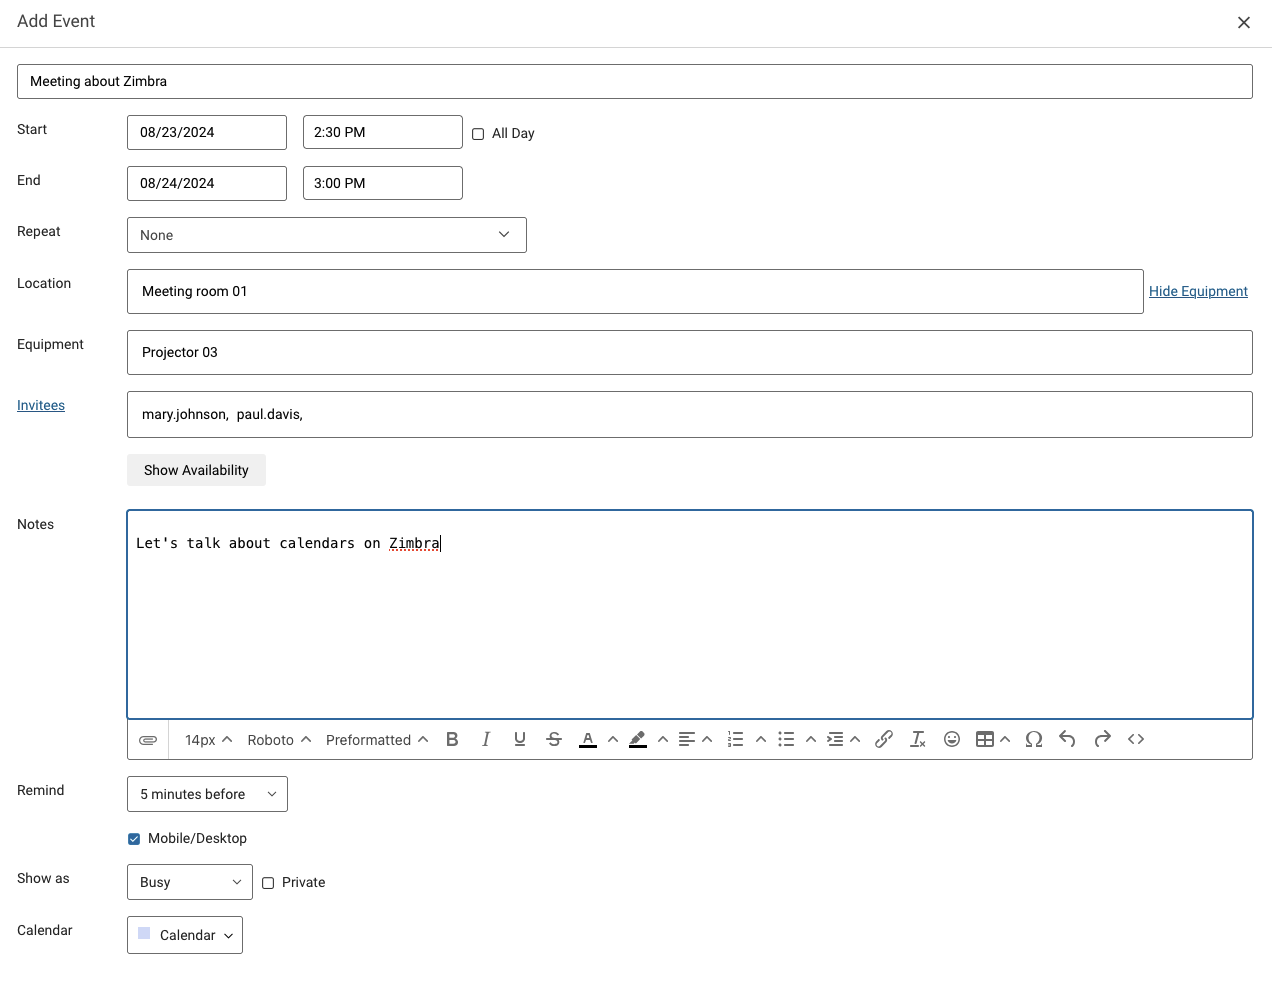 Add Event
Meeting about Zimbra
Start 08/23/2024 2:30 PM All Day
End 08/24/2024 3:00 PM
Repeat None
Location Meeting room 01 Hide Equipment
Equipment Projector 03
Invitees mary.johnson, paul.davis,
Show Availability
Notes
Let's talk about calendars on Zimbra
14px Roboto Preformatted B I U S A
Remind 5 minutes before
Mobile/Desktop
Show as Busy Private
Calendar Calendar